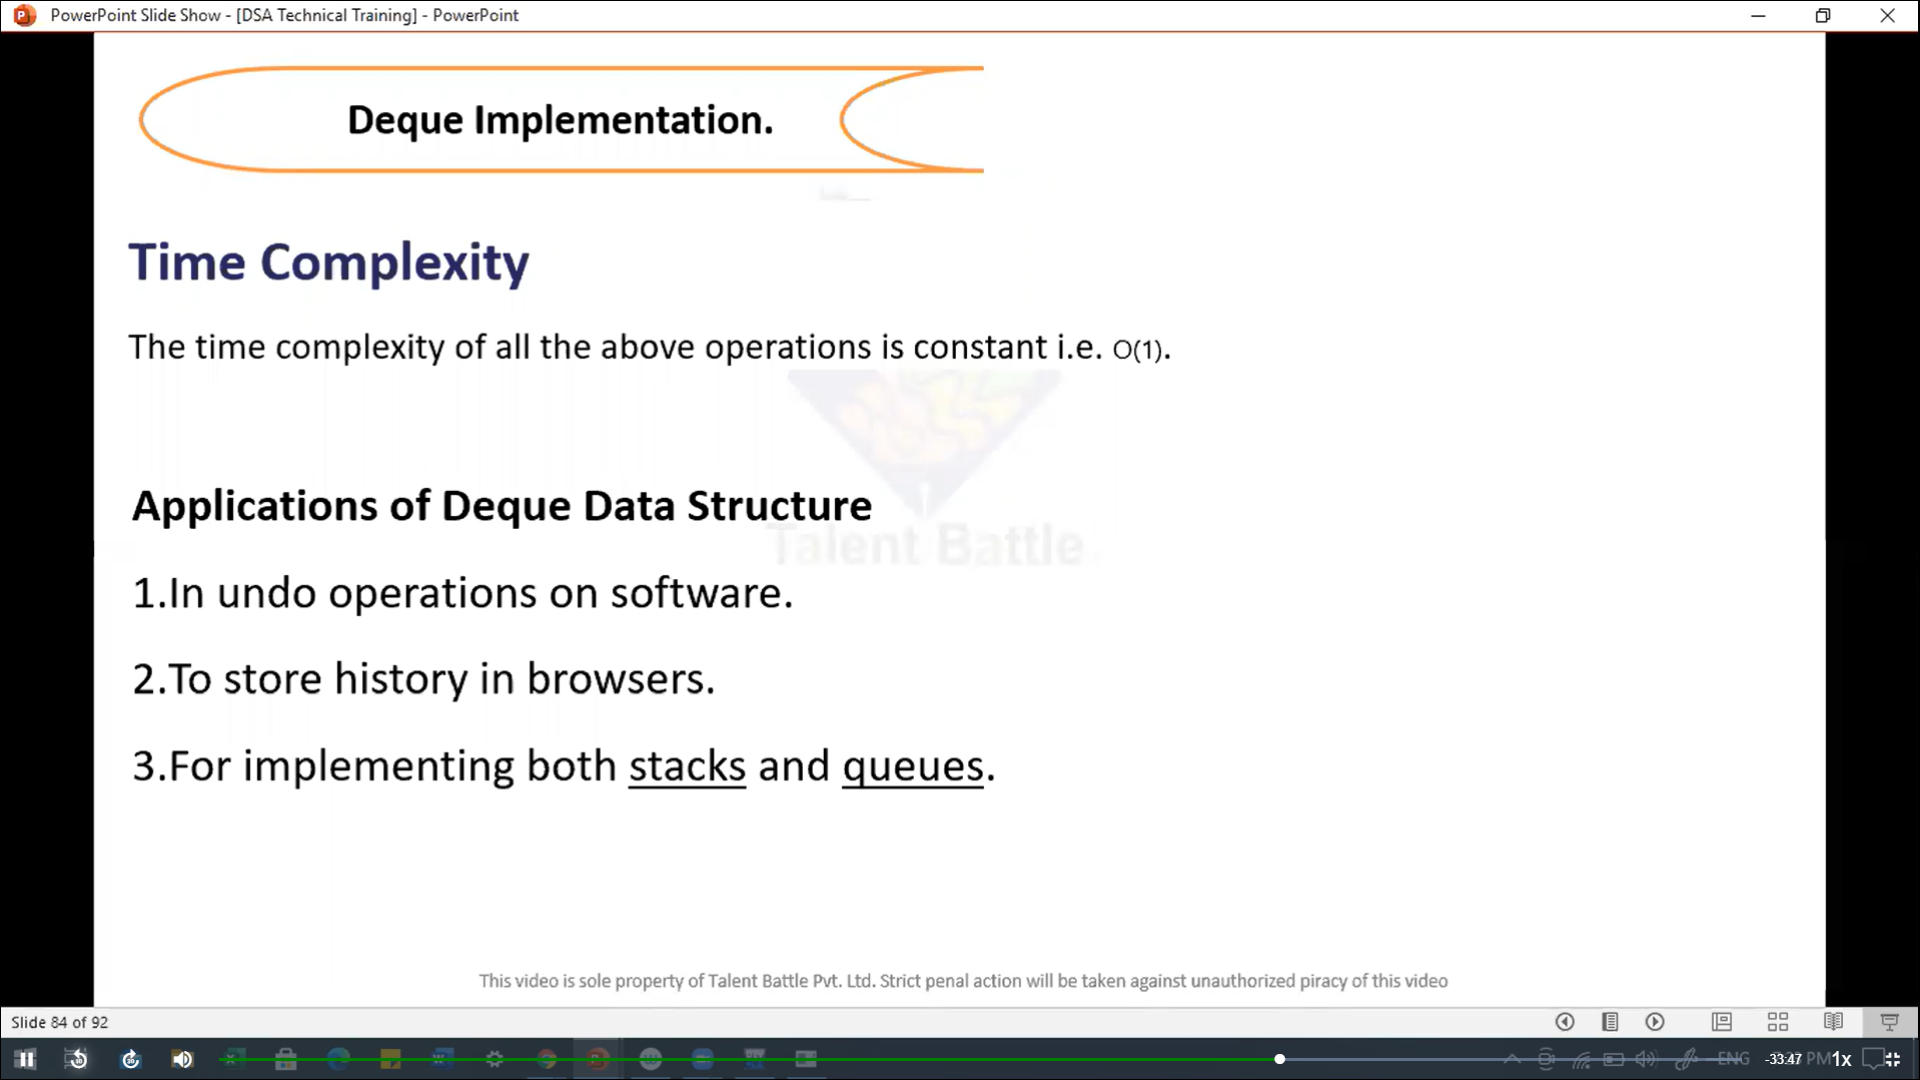 PowerPoint Slide Show - [DSA Technical Training] - PowerPoint
Deque Implementation.
Time Complexity
The time complexity of all the above operations is constant i.e. O(1).
Applications of Deque Data Structure
Talent Battle
1.In undo operations on software.
2.To store history in browsers.
3.For implementing both stacks and queues.
This video is sole property of Talent Battle Pvt. Ltd. Strict penal action will be taken against unauthorized piracy of this video
Slide 84 of 92
ENG -33:47 PM 1x